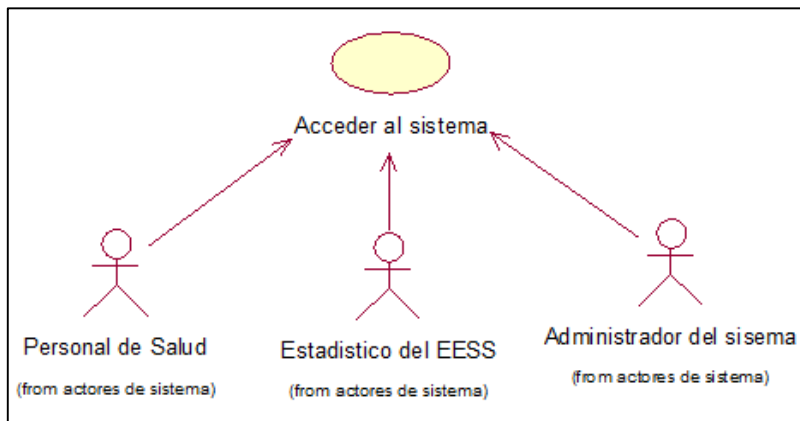 Acceder al sistema
Personal de Salud
(from actores de sistema)
Estadistico del EESS
(from actores de sistema)
Administrador del sisema
(from actores de sistema)